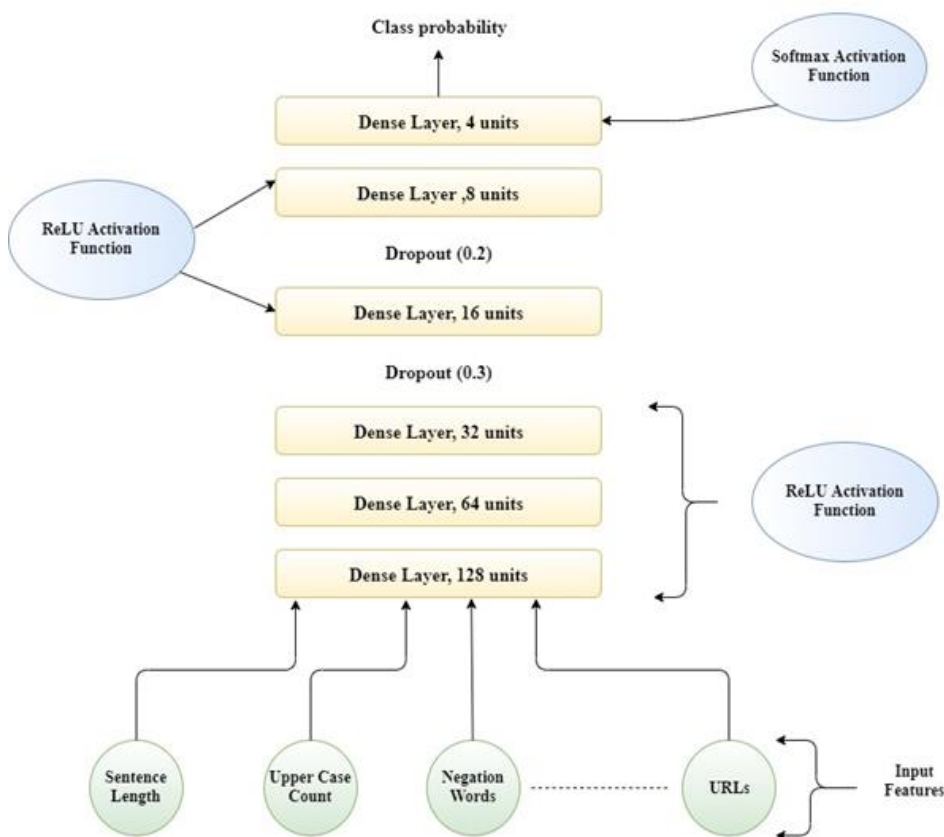 Class probability
Softmax Activation
Function
Dense Layer, 4 units
Dense Layer ,8 units
ReLU Activation
Function
Dropout (0.2)
Dense Layer, 16 units
Dropout (0.3)
Dense Layer, 32 units
Dense Layer, 64 units
ReLU Activation
Function
Dense Layer, 128 units
Sentence
Length
Upper Case
Count
Negation
Words
URLs
Input
Features